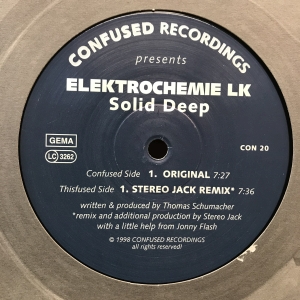 CONFUSED RECORDINGS
presents
ELEKTROCHEMIE LK
Solid Deep
GEMA
LC 3262
CON 20
Confused Side 1. ORIGINAL 7:27
Thisfused Side 1. STEREO JACK REMIX* 7:36
written & produced by Thomas Schumacher
*remix and additional production by Stereo Jack
with a little help from Jonny Flash
© 1998 CONFUSED RECORDINGS
all rights reserved!